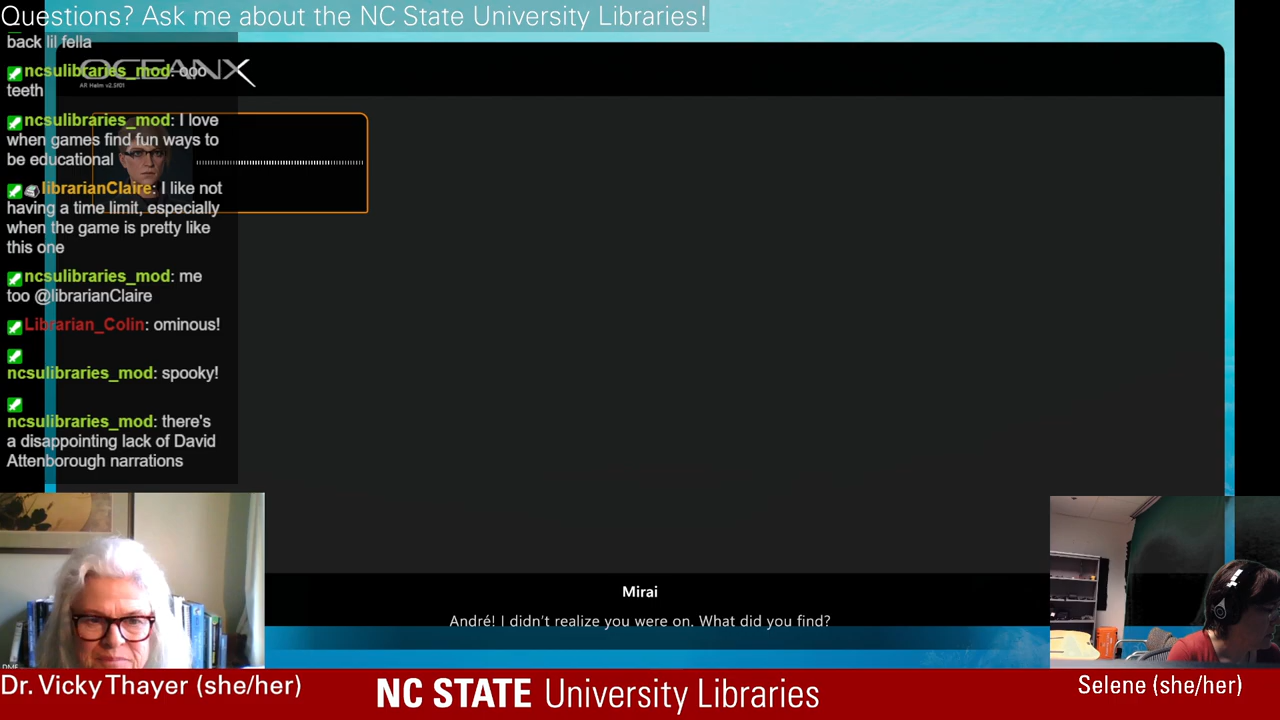 Questions? Ask me about the NC State University Libraries!
back lil fella
ncsulibraries_mod: ooo
teeth
OCEANX
AR Helm v2.5f01
ncsulibraries_mod: I love
when games find fun ways to
be educational
librarianClaire: I like not
having a time limit, especially
when the game is pretty like
this one
ncsulibraries_mod: me
too @librarianClaire
Librarian_Colin: ominous!
ncsulibraries_mod: spooky!
ncsulibraries_mod: there's
a disappointing lack of David
Attenborough narrations
Mirai
André! I didn't realize you were on. What did you find?
Dr. Vicky Thayer (she/her)
NC STATE University Libraries
Selene (she/her)